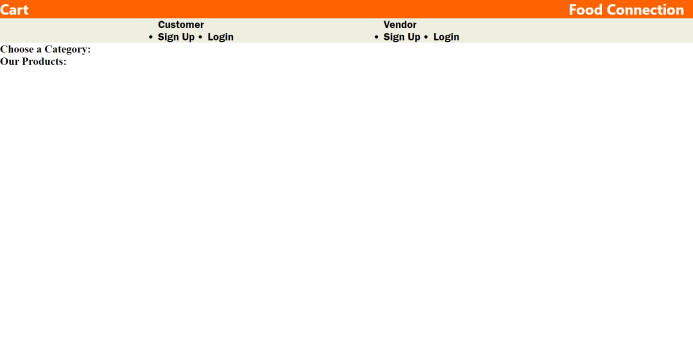 Cart Food Connection
Customer Vendor
• Sign Up • Login • Sign Up • Login
Choose a Category:
Our Products: